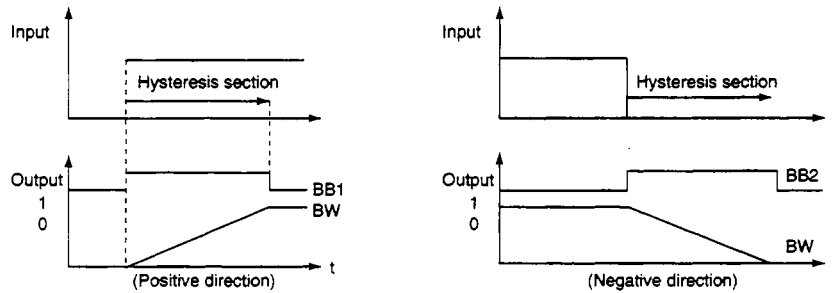 Input
Hysteresis section
Output
1
0
BB1
BW
t
(Positive direction)
Input
Hysteresis section
Output
1
0
BB2
BW
(Negative direction)